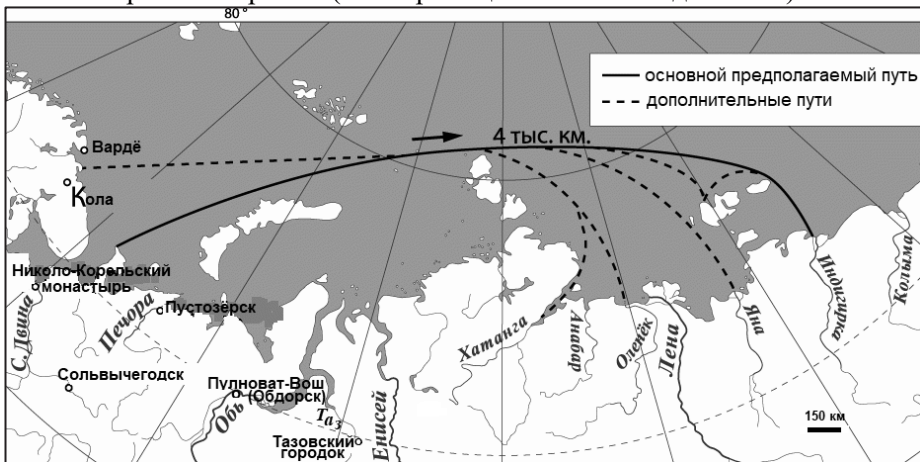 80°
основной предполагаемый путь
дополнительные пути
4 тыс. км.
Вардё
Кола
Николо-Корельский
монастырь
С.Двина
Печора
Пустозёрск
Сольвычегодск
Пулноват-Вош
(Обдорск)
Обь
Таз
Тазовский
городок
Енисей
Хатанга
Анабар
Оленёк
Лена
Яна
Индигирка
Колыма
150 км